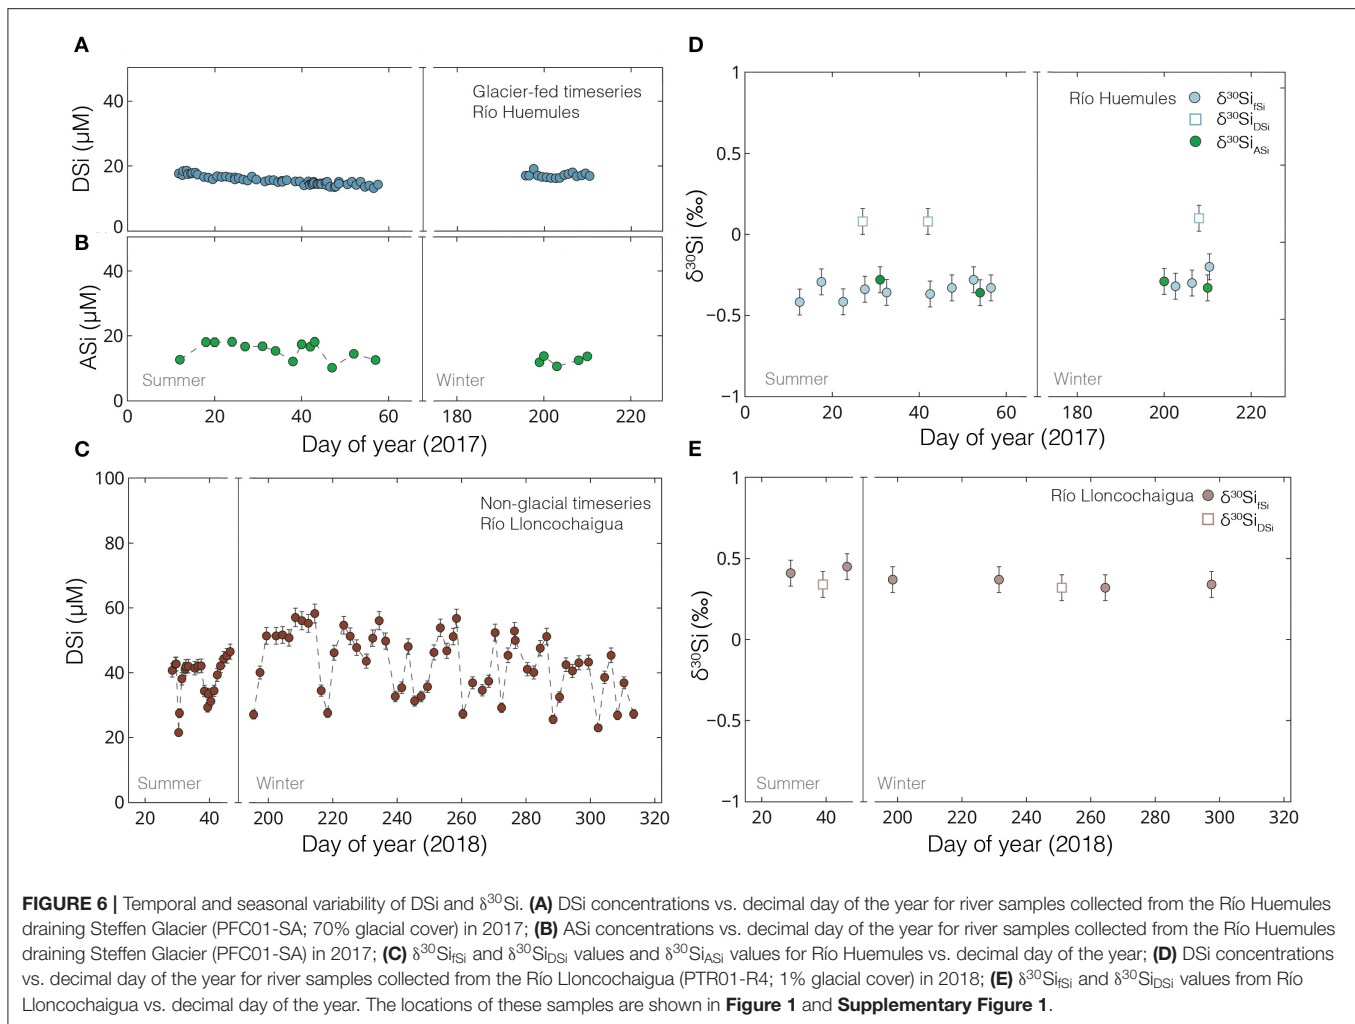 A
DSi (µM)
40
20
0
Glacier-fed timeseries
Río Huemules
B
ASi (µM)
40
20
0
Summer
Winter
0 20 40 60 180 200 220
Day of year (2017)
D
δ³⁰Si (‰)
1
0.5
0
−0.5
−1
Río Huemules
δ³⁰SifSi
δ³⁰SiDSi
δ³⁰SiASi
Summer
Winter
0 20 40 60 180 200 220
Day of year (2017)
C
DSi (µM)
100
80
60
40
20
0
Non-glacial timeseries
Río Lloncochaigua
Summer
Winter
20 40 200 220 240 260 280 300 320
Day of year (2018)
E
δ³⁰Si (‰)
1
0.5
0
−0.5
−1
Río Lloncochaigua
δ³⁰SifSi
δ³⁰SiDSi
Summer
Winter
20 40 200 220 240 260 280 300 320
Day of year (2018)
FIGURE 6 | Temporal and seasonal variability of DSi and δ³⁰Si. (A) DSi concentrations vs. decimal day of the year for river samples collected from the Río Huemules
draining Steffen Glacier (PFC01-SA; 70% glacial cover) in 2017; (B) ASi concentrations vs. decimal day of the year for river samples collected from the Río Huemules
draining Steffen Glacier (PFC01-SA) in 2017; (C) δ³⁰SifSi and δ³⁰SiDSi values and δ³⁰SiASi values for Río Huemules vs. decimal day of the year; (D) DSi concentrations
vs. decimal day of the year for river samples collected from the Río Lloncochaigua (PTR01-R4; 1% glacial cover) in 2018; (E) δ³⁰SifSi and δ³⁰SiDSi values from Río
Lloncochaigua vs. decimal day of the year. The locations of these samples are shown in Figure 1 and Supplementary Figure 1.